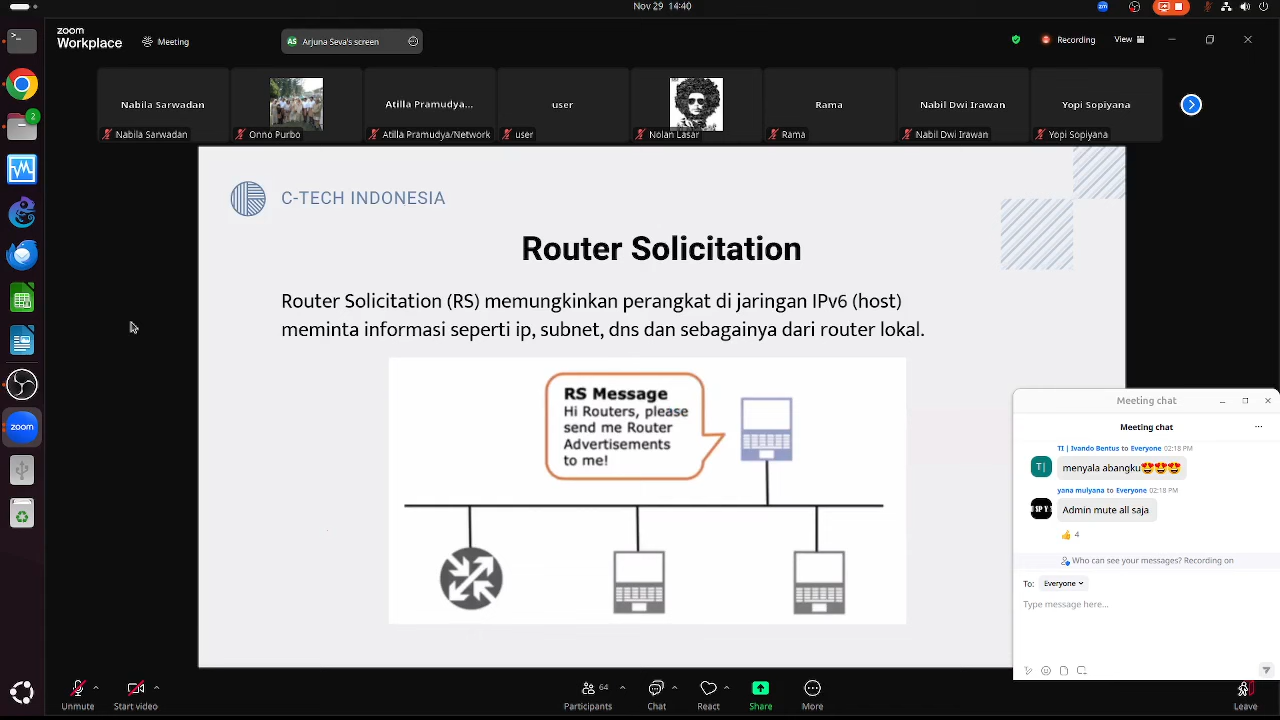 Nov 29 14:40
zm
zoom
Workplace
Meeting
AS Arjuna Seva's screen
Recording
View
Nabila Sarwadan
Atilla Pramudya...
user
Rama
Nabil Dwi Irawan
Yopi Sopiyana
Nabila Sarwadan
Onno Purbo
Atilla Pramudya/Network
user
Nolan Lasar
Rama
Nabil Dwi Irawan
Yopi Sopiyana
2
zoom
C-TECH INDONESIA
Router Solicitation
Router Solicitation (RS) memungkinkan perangkat di jaringan IPv6 (host)
meminta informasi seperti ip, subnet, dns dan sebagainya dari router lokal.
RS Message
Hi Routers, please
send me Router
Advertisements
to me!
Meeting chat
Meeting chat
TI | Ivando Bentus to Everyone 02:18 PM
T|
menyala abangku😍😍😍
yana mulyana to Everyone 02:18 PM
Admin mute all saja
👍 4
Who can see your messages? Recording on
To: Everyone
Type message here...
Unmute
Start video
64
Participants
Chat
React
Share
More
Leave